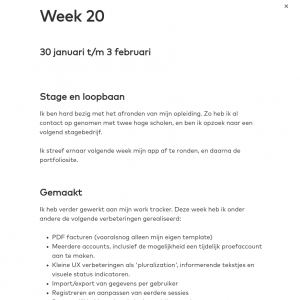 Week 20
30 januari t/m 3 februari
Stage en loopbaan
Ik ben hard bezig met het afronden van mijn opleiding. Zo heb ik al
contact op genomen met twee hoge scholen, en ben ik opzoek naar een
volgend stagebedrijf.
Ik streef ernaar volgende week mijn app af te ronden, en daarna de
portfoliosite.
Gemaakt
Ik heb verder gewerkt aan mijn work tracker. Deze week heb ik onder
andere de volgende verbeteringen gerealiseerd:
• PDF facturen (vooralsnog alleen mijn eigen template)
• Meerdere accounts, inclusief de mogelijkheid een tijdelijk proefaccount
aan te maken.
• Kleine UX verbeteringen als 'pluralization', informerende tekstjes en
visuele status indicatoren.
• Import/export van gegevens per gebruiker
• Registreren en aanpassen van eerdere sessies